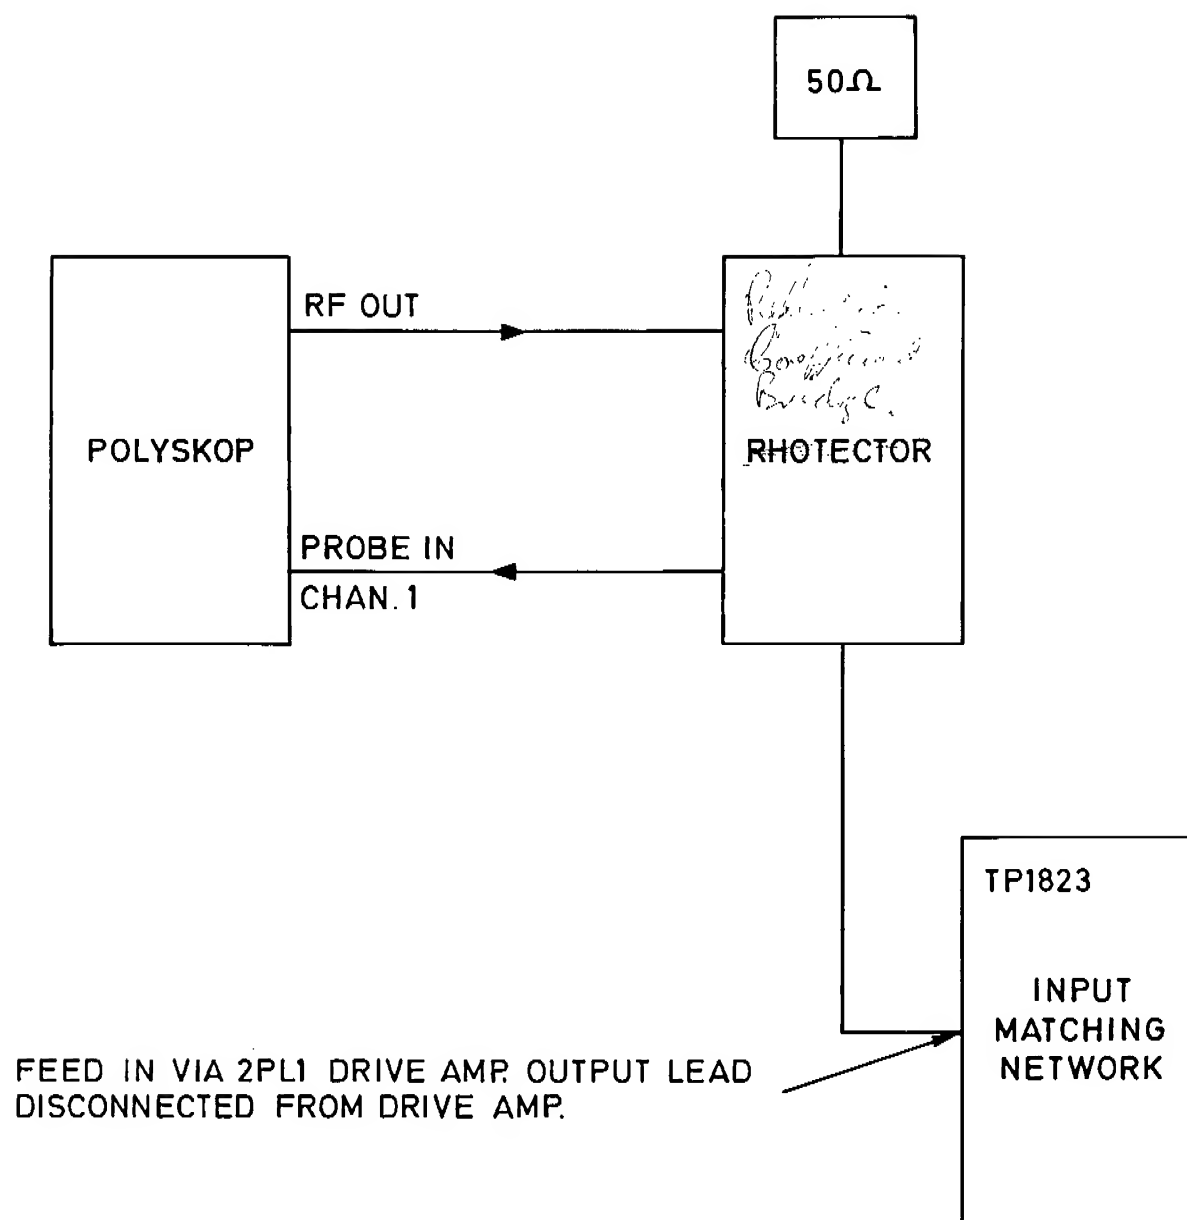 50Ω
RF OUT
Bridge.
POLYSKOP
RHOTECTOR
PROBE IN
CHAN. 1
TP1823
INPUT
MATCHING
NETWORK
FEED IN VIA 2PL1 DRIVE AMP. OUTPUT LEAD
DISCONNECTED FROM DRIVE AMP.